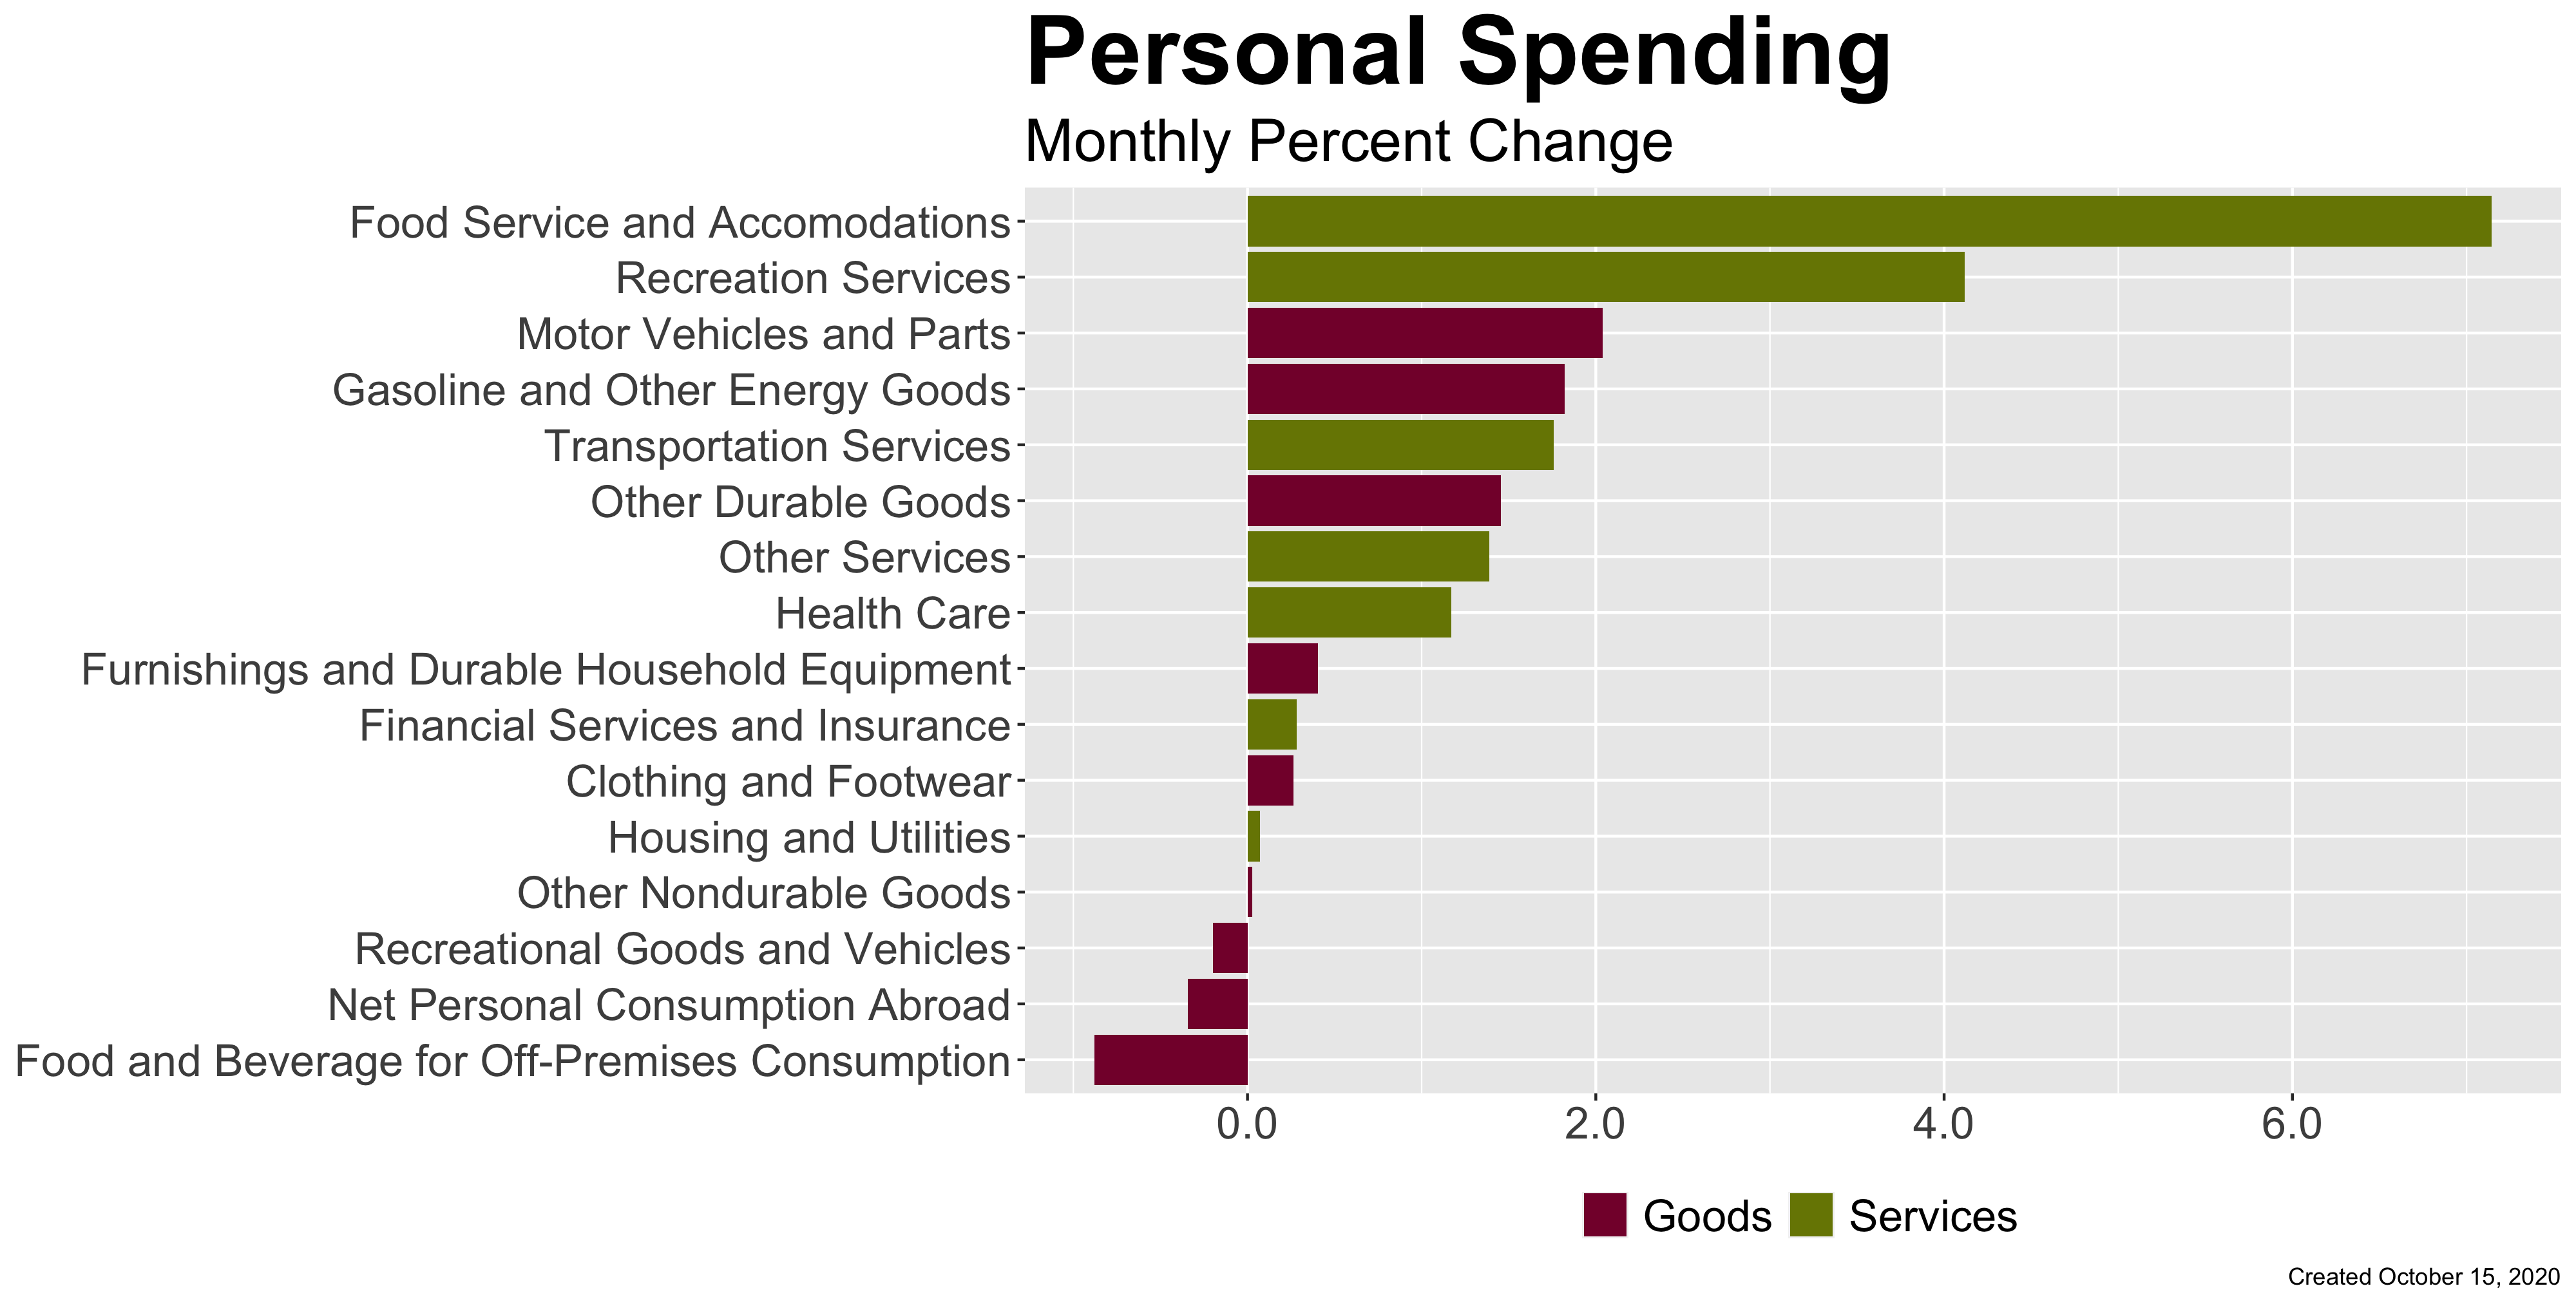 Personal Spending
Monthly Percent Change
Food Service and Accomodations
Recreation Services
Motor Vehicles and Parts
Gasoline and Other Energy Goods
Transportation Services
Other Durable Goods
Other Services
Health Care
Furnishings and Durable Household Equipment
Financial Services and Insurance
Clothing and Footwear
Housing and Utilities
Other Nondurable Goods
Recreational Goods and Vehicles
Net Personal Consumption Abroad
Food and Beverage for Off-Premises Consumption
0.0 2.0 4.0 6.0
Goods Services
Created October 15, 2020